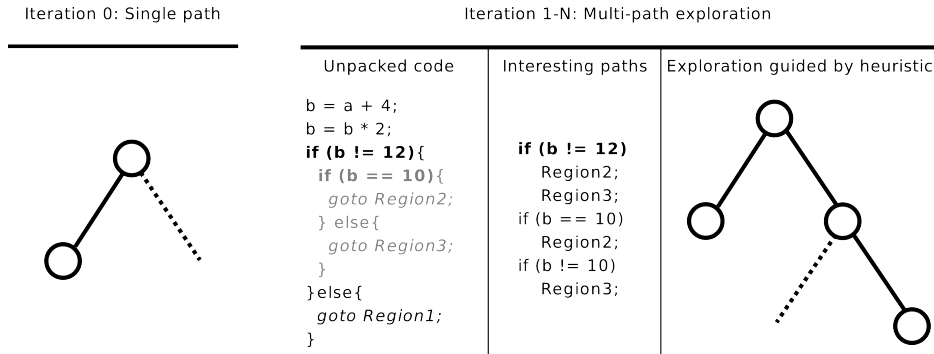 Iteration 0: Single path
Iteration 1-N: Multi-path exploration
Unpacked code
b = a + 4;
b = b * 2;
if (b != 12){
if (b == 10){
goto Region2;
} else{
goto Region3;
}
}else{
goto Region1;
}
Interesting paths
if (b != 12)
Region2;
Region3;
if (b == 10)
Region2;
if (b != 10)
Region3;
Exploration guided by heuristic